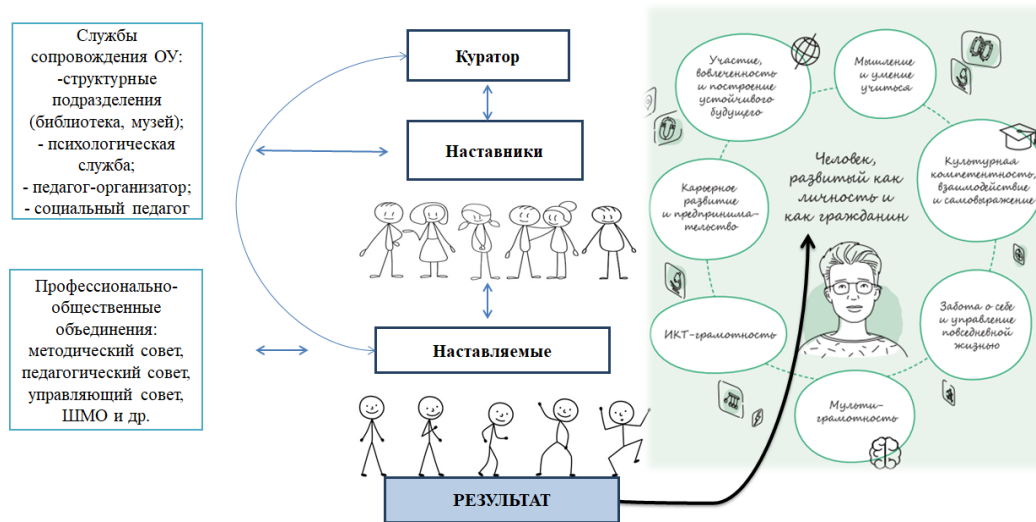 Службы
сопровождения ОУ:
-структурные
подразделения
(библиотека, музей);
- психологическая
служба;
- педагог-организатор;
- социальный педагог
Профессионально-
общественные
объединения:
методический совет,
педагогический совет,
управляющий совет,
ШМО и др.
Куратор
Наставники
Наставляемые
РЕЗУЛЬТАТ
Участие,
вовлеченность
и построение
устойчивого
будущего
Мышление
и умение
учиться
Карьерное
развитие
и предпринима-
тельство
Человек,
развитый как
личность и
как гражданин
Культурная
компетентность,
взаимодействие
и самовыражение
ИКТ-грамотность
Забота о себе
и управление
повседневной
жизнью
Мульти-
грамотность